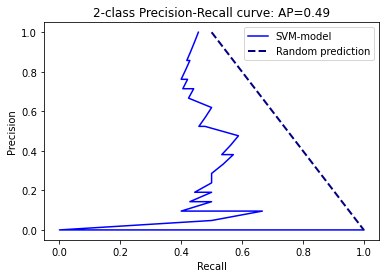 2-class Precision-Recall curve: AP=0.49
SVM-model
Random prediction
Precision
1.0
0.8
0.6
0.4
0.2
0.0
0.0 0.2 0.4 0.6 0.8 1.0
Recall